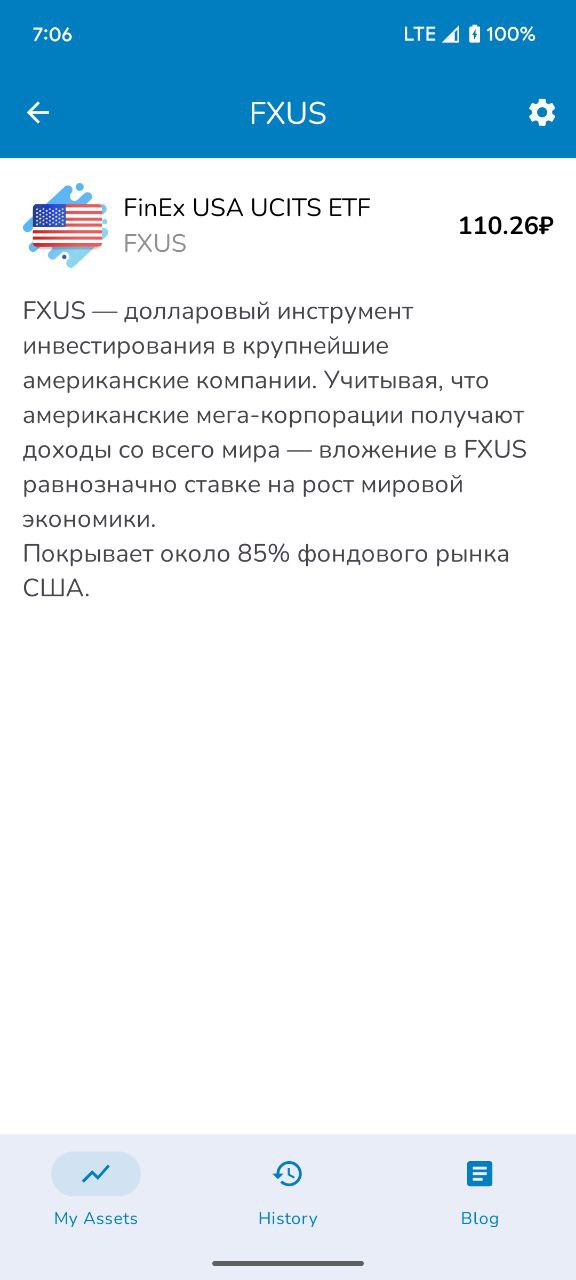 7:06
LTE 100%
FXUS
FinEx USA UCITS ETF
FXUS
110.26₽
FXUS — долларовый инструмент
инвестирования в крупнейшие
американские компании. Учитывая, что
американские мега-корпорации получают
доходы со всего мира — вложение в FXUS
равнозначно ставке на рост мировой
экономики.
Покрывает около 85% фондового рынка
США.
My Assets
History
Blog